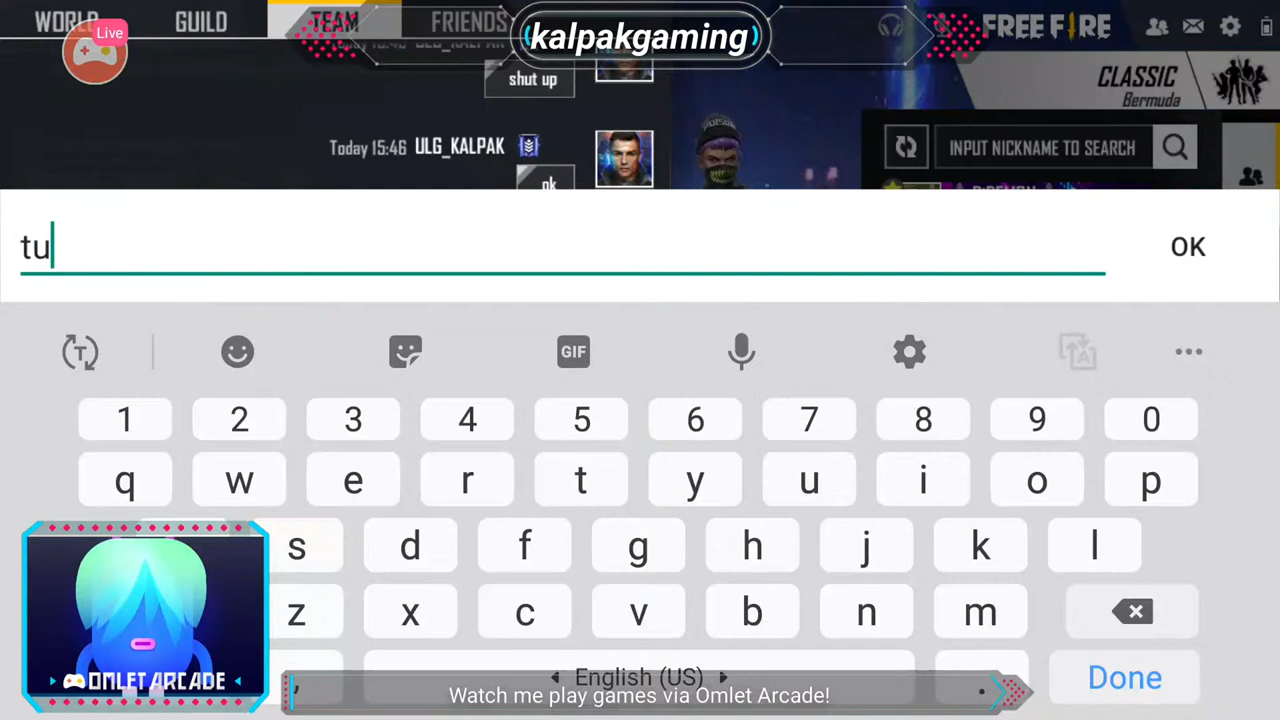 WORLD GUILD TEAM FRIENDS
Live
kalpakgaming
FREE FIRE
shut up
CLASSIC
Bermuda
Today 15:46 ULG_KALPAK
INPUT NICKNAME TO SEARCH
ok
tu
OK
GIF
1 2 3 4 5 6 7 8 9 0
q w e r t y u i o p
s d f g h j k l
z x c v b n m
English (US)
, . Done
OMLET ARCADE
Watch me play games via Omlet Arcade!